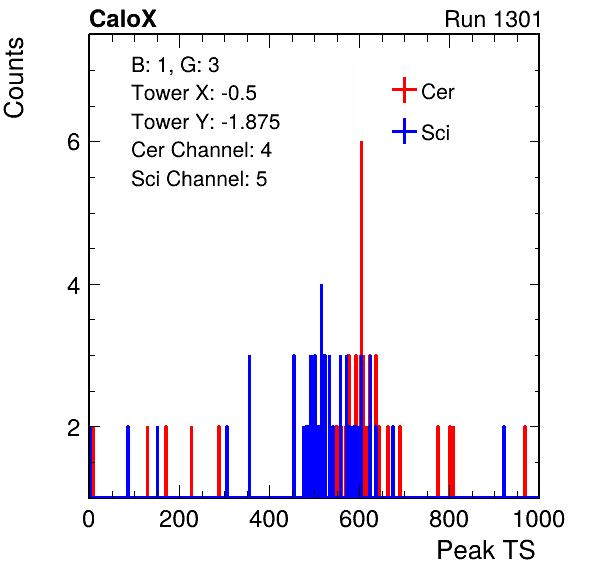 CaloX
Run 1301
Counts
B: 1, G: 3
Tower X: -0.5
Tower Y: -1.875
Cer Channel: 4
Sci Channel: 5
Cer
Sci
6
4
2
0 200 400 600 800 1000
Peak TS